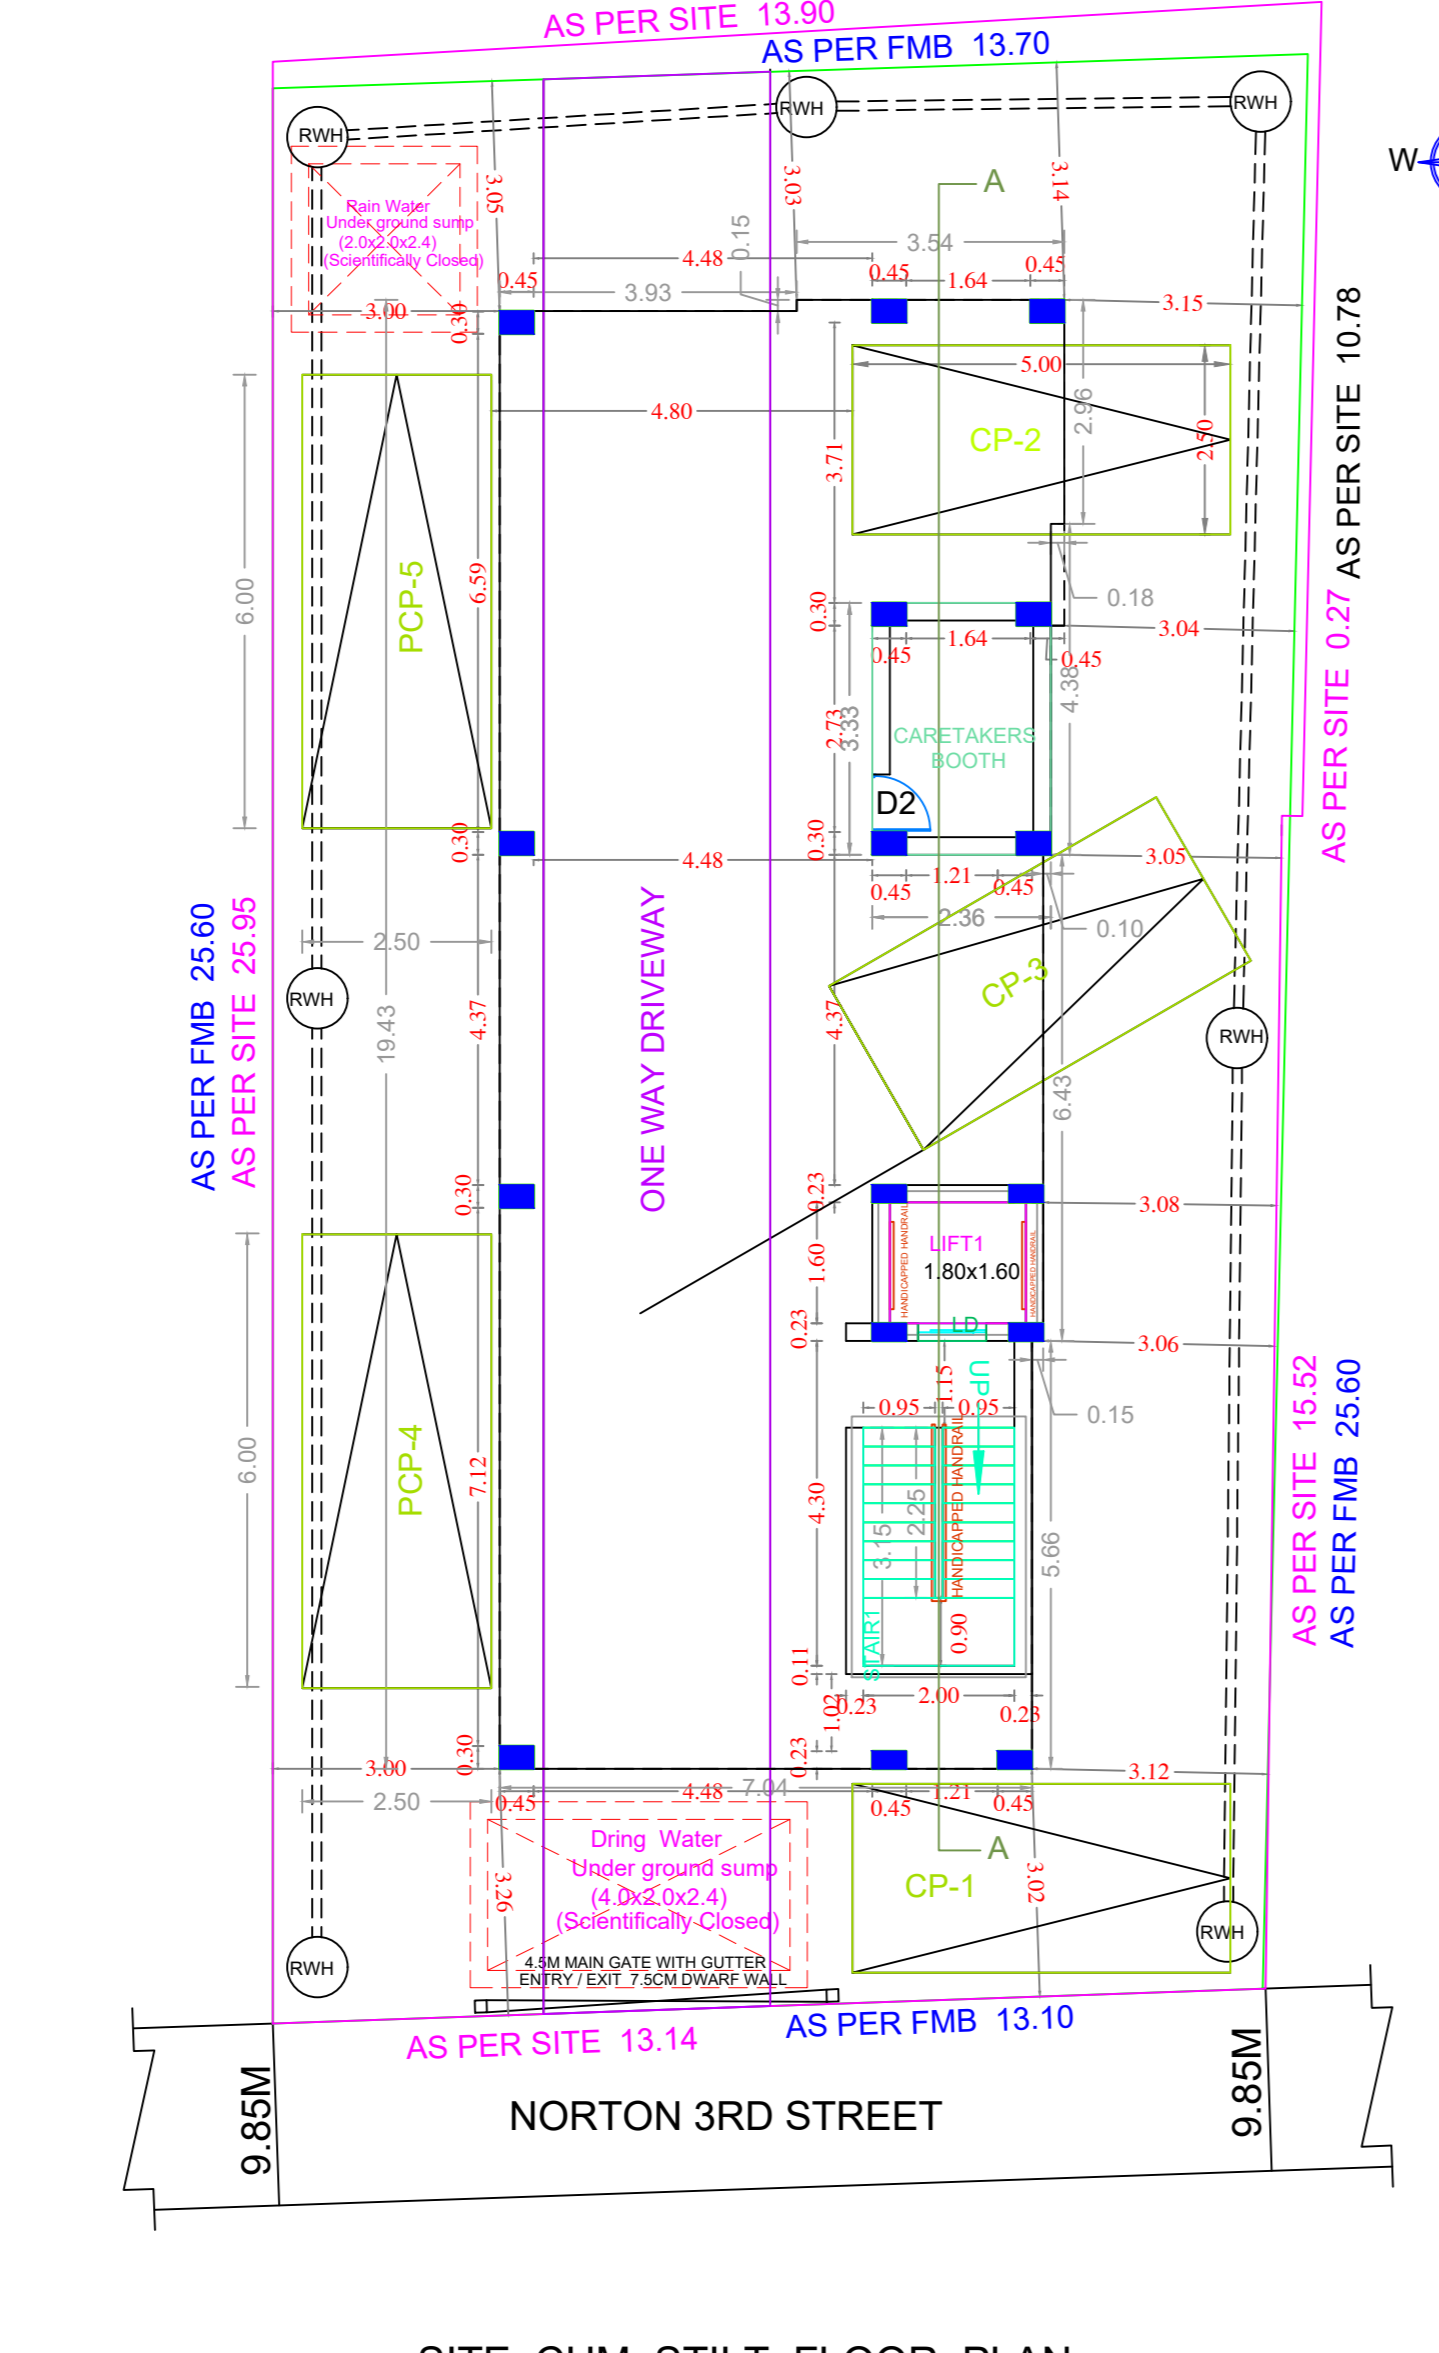 AS PER SITE 13.90
AS PER FMB 13.70
RWH
RWH
RWH
W
A
3.05
3.03
3.14
Rain Water
Under ground sump
(2.0x2.0x2.4)
(Scientifically Closed)
0.15
3.54
4.48
0.45
0.45
1.64
0.45
3.93
3.00
0.30
3.15
AS PER SITE 10.78
5.00
4.80
2.96
CP-2
2.50
3.71
6.00
PCP-5
6.59
0.18
0.30
1.64
3.04
0.45
0.45
4.38
AS PER SITE 0.27
2.73
3.33
CARETAKERS
BOOTH
D2
0.30
0.30
4.48
3.05
1.21
0.45
0.45
2.36
0.10
2.50
AS PER FMB 25.60
AS PER SITE 25.95
RWH
19.43
4.37
ONE WAY DRIVEWAY
4.37
CP-3
RWH
6.43
0.30
0.23
3.08
1.60
LIFT1
1.80x1.60
HANDICAPPED HANDRAIL
HANDICAPPED HANDRAIL
0.23
LD
3.06
1.15
UP
0.95
0.95
0.15
AS PER SITE 15.52
AS PER FMB 25.60
6.00
PCP-4
7.12
4.30
3.15
2.25
HANDICAPPED HANDRAIL
5.66
0.90
STAIR1
0.11
1.02
0.23
2.00
0.23
0.30
0.23
3.00
3.12
2.50
7.04
4.48
0.45
0.45
1.21
0.45
Dring Water
Under ground sump
(4.0x2.0x2.4)
(Scientifically Closed)
3.26
A
CP-1
3.02
RWH
RWH
4.5M MAIN GATE WITH GUTTER
ENTRY / EXIT 7.5CM DWARF WALL
AS PER SITE 13.14
AS PER FMB 13.10
9.85M
NORTON 3RD STREET
9.85M
SITE CUM STILT FLOOR PLAN